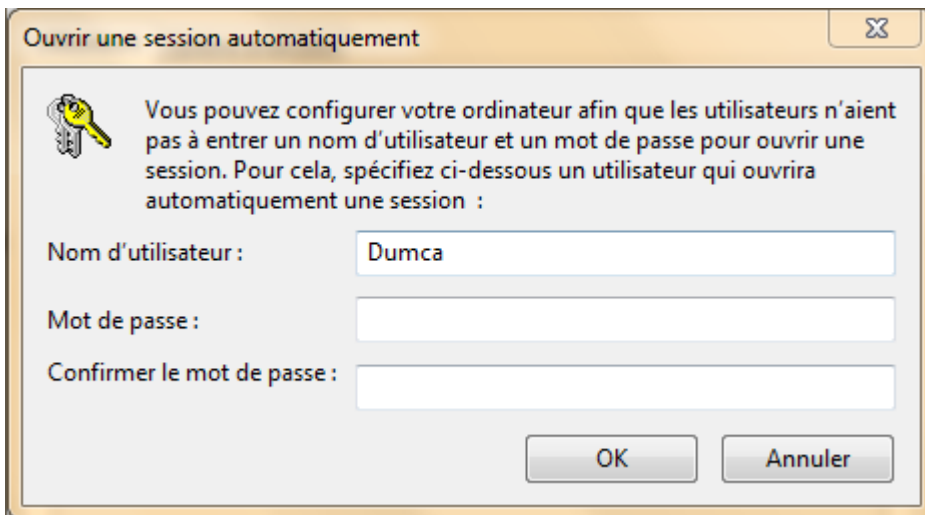 Ouvrir une session automatiquement
Vous pouvez configurer votre ordinateur afin que les utilisateurs n’aient
pas à entrer un nom d’utilisateur et un mot de passe pour ouvrir une
session. Pour cela, spécifiez ci-dessous un utilisateur qui ouvrira
automatiquement une session :
Nom d’utilisateur : Dumca
Mot de passe :
Confirmer le mot de passe :
OK Annuler